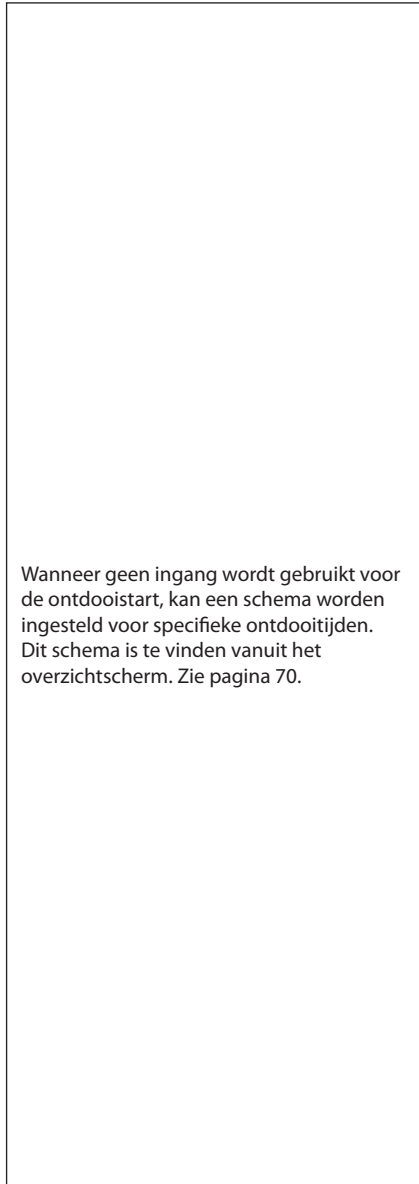 Wanneer geen ingang wordt gebruikt voor
de ontdooistart, kan een schema worden
ingesteld voor specifieke ontdooitijden.
Dit schema is te vinden vanuit het
overzichtscherm. Zie pagina 70.